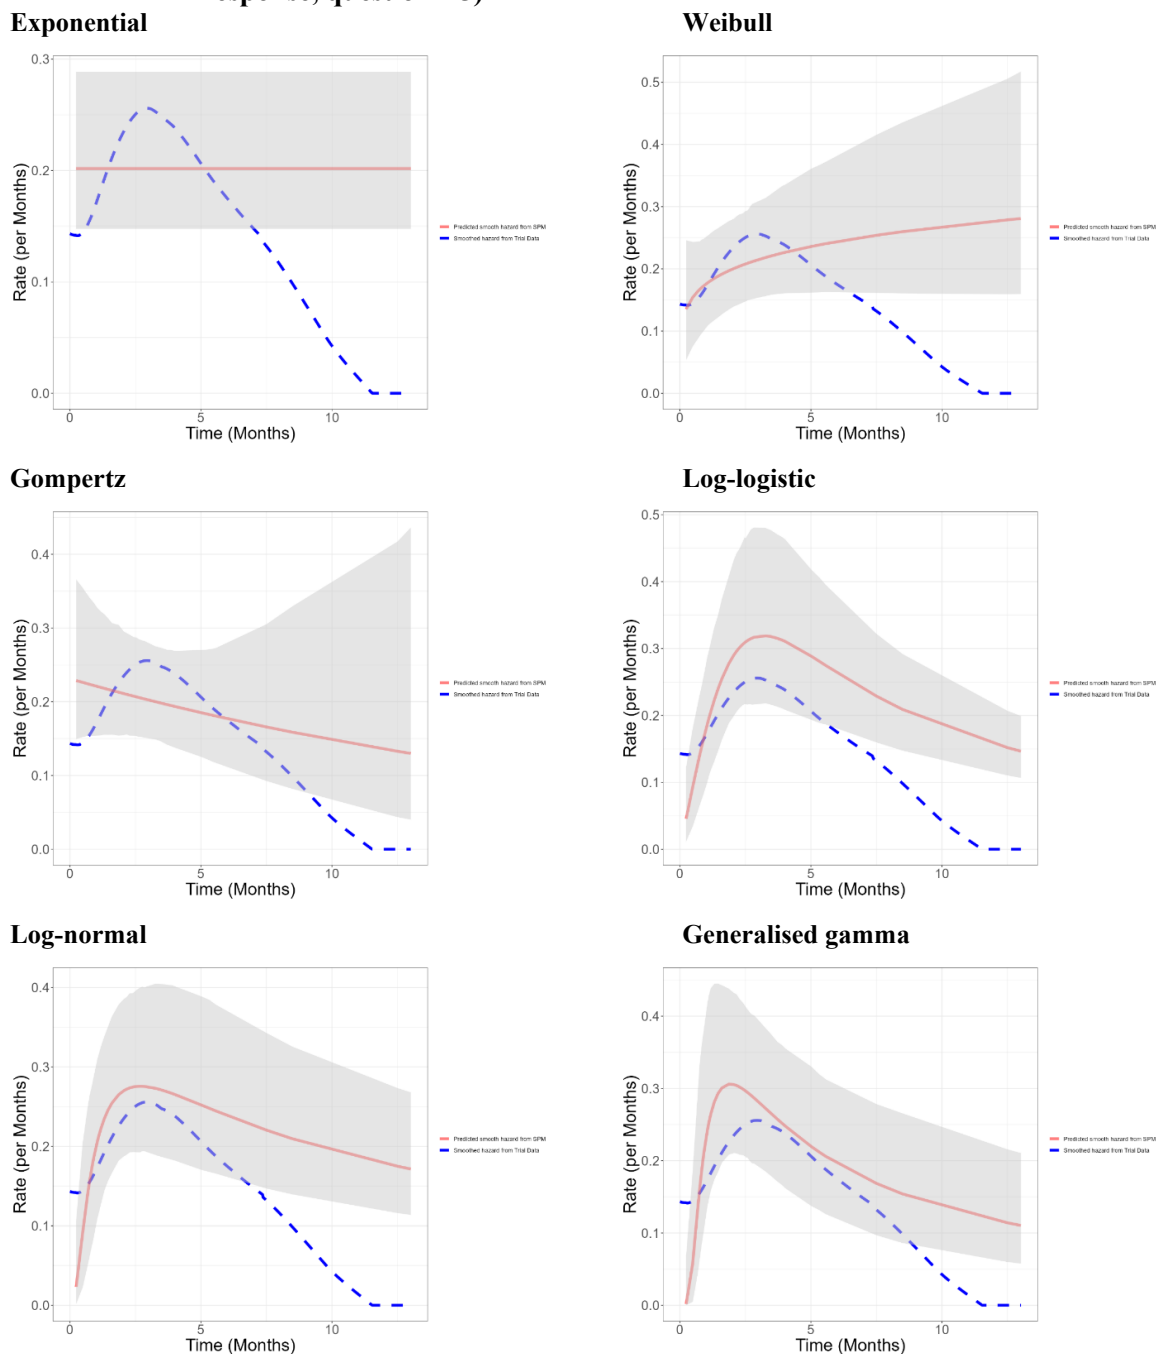 Exponential
Weibull
0.3
0.2
0.1
0.0
0
5
10
Rate (per Months)
Time (Months)
Predicted smooth hazard from SPM
Smoothed hazard from Trial Data
0.5
0.4
0.3
0.2
0.1
0.0
0
5
10
Rate (per Months)
Time (Months)
Predicted smooth hazard from SPM
Smoothed hazard from Trial Data
Gompertz
Log-logistic
0.4
0.3
0.2
0.1
0.0
0
5
10
Rate (per Months)
Time (Months)
Predicted smooth hazard from SPM
Smoothed hazard from Trial Data
0.5
0.4
0.3
0.2
0.1
0.0
0
5
10
Rate (per Months)
Time (Months)
Predicted smooth hazard from SPM
Smoothed hazard from Trial Data
Log-normal
Generalised gamma
0.4
0.3
0.2
0.1
0.0
0
5
10
Rate (per Months)
Time (Months)
Predicted smooth hazard from SPM
Smoothed hazard from Trial Data
0.4
0.3
0.2
0.1
0.0
0
5
10
Rate (per Months)
Time (Months)
Predicted smooth hazard from SPM
Smoothed hazard from Trial Data